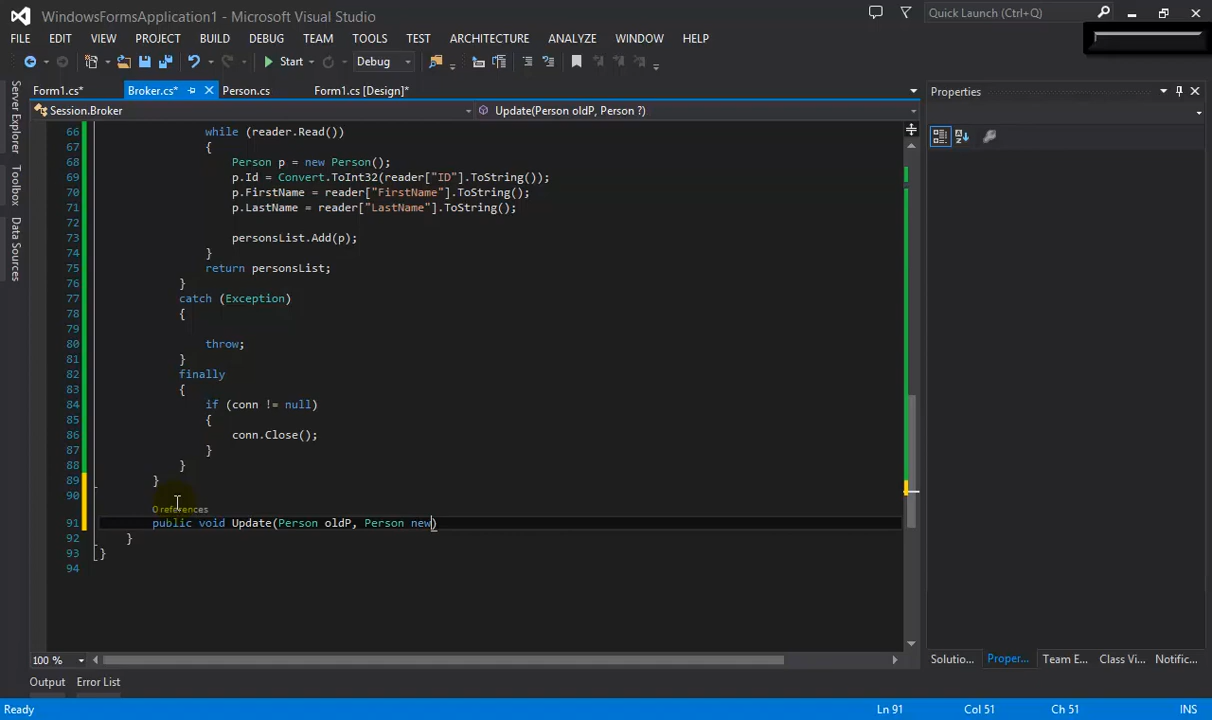 WindowsFormsApplication1 - Microsoft Visual Studio
Quick Launch (Ctrl+Q)
FILE EDIT VIEW PROJECT BUILD DEBUG TEAM TOOLS TEST ARCHITECTURE ANALYZE WINDOW HELP
Start Debug
Server Explorer
Toolbox
Data Sources
Form1.cs* Broker.cs* Person.cs Form1.cs [Design]*
Session.Broker Update(Person oldP, Person ?)
66 while (reader.Read())
67 {
68 Person p = new Person();
69 p.Id = Convert.ToInt32(reader["ID"].ToString());
70 p.FirstName = reader["FirstName"].ToString();
71 p.LastName = reader["LastName"].ToString();
72
73 personsList.Add(p);
74 }
75 return personsList;
76 }
77 catch (Exception)
78 {
79
80 throw;
81 }
82 finally
83 {
84 if (conn != null)
85 {
86 conn.Close();
87 }
88 }
89 }
90
0 references
91 public void Update(Person oldP, Person new)
92 }
93 }
94
100 %
Properties
Solutio... Proper... Team E... Class Vi... Notific...
Output Error List
Ready Ln 91 Col 51 Ch 51 INS